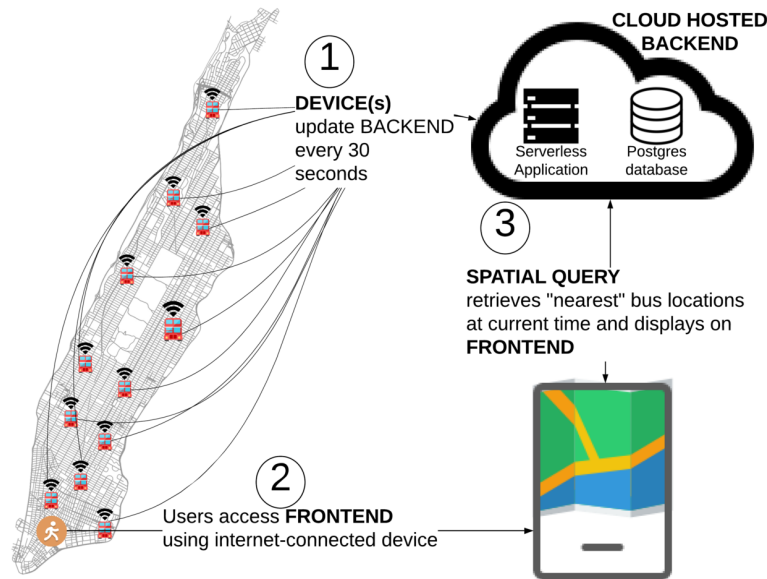 1
DEVICE(s)
update BACKEND
every 30
seconds
CLOUD HOSTED
BACKEND
Serverless
Application
Postgres
database
2
Users access FRONTEND
using internet-connected device
3
SPATIAL QUERY
retrieves "nearest" bus locations
at current time and displays on
FRONTEND